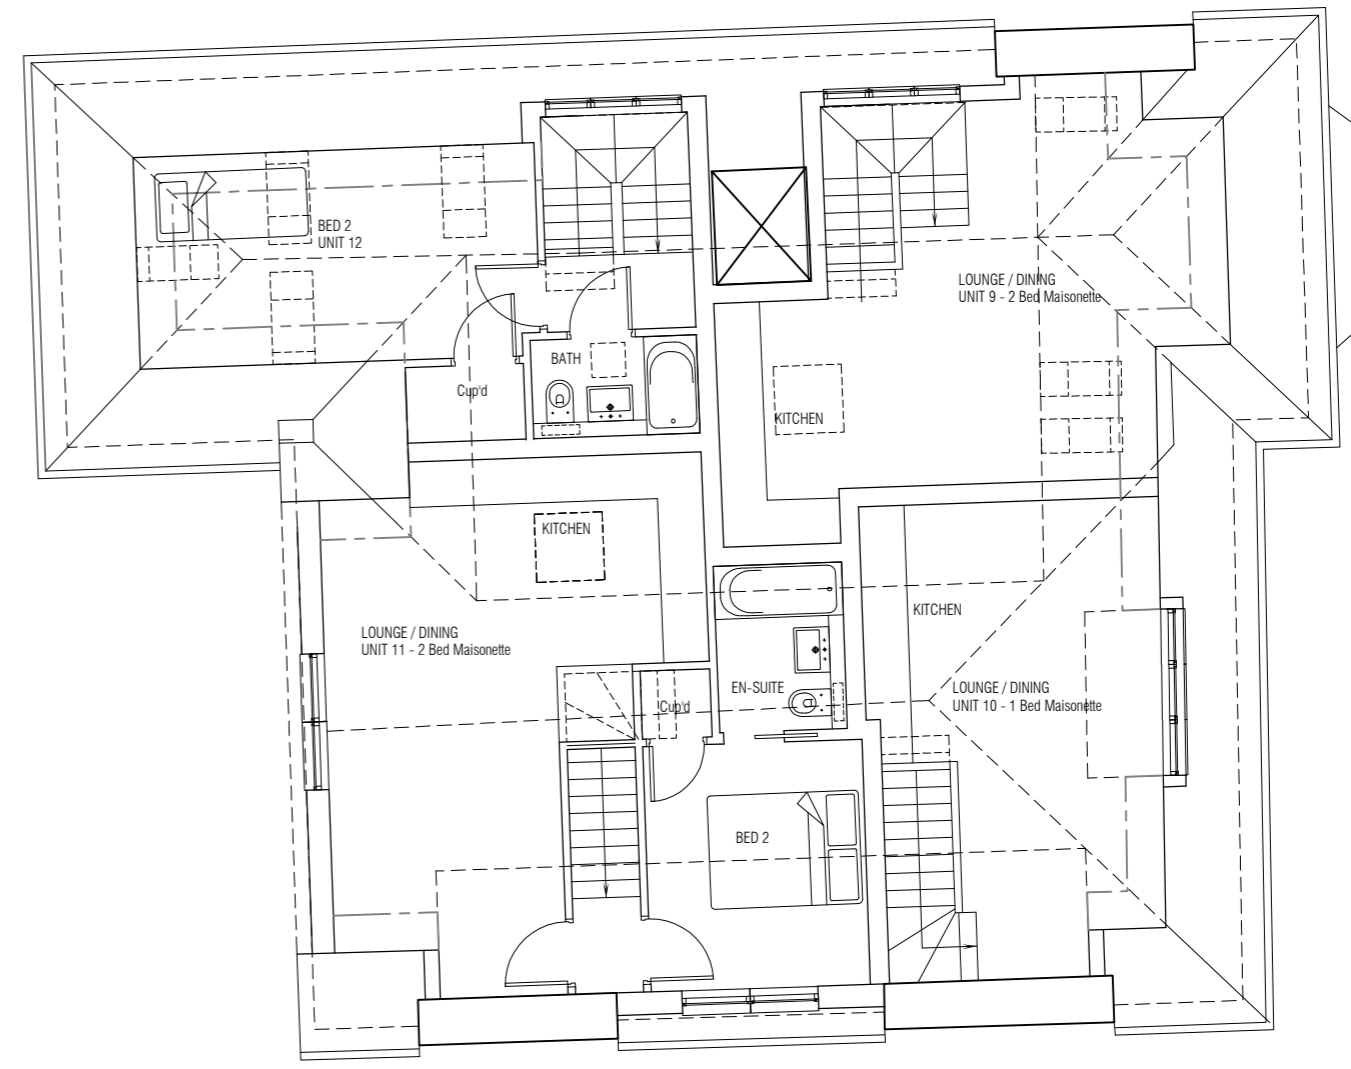 BED 2
UNIT 12
LOUNGE / DINING
UNIT 9 - 2 Bed Maisonette
BATH
Cup'd
KITCHEN
KITCHEN
KITCHEN
LOUNGE / DINING
UNIT 11 - 2 Bed Maisonette
EN-SUITE
LOUNGE / DINING
UNIT 10 - 1 Bed Maisonette
Cup'd
BED 2